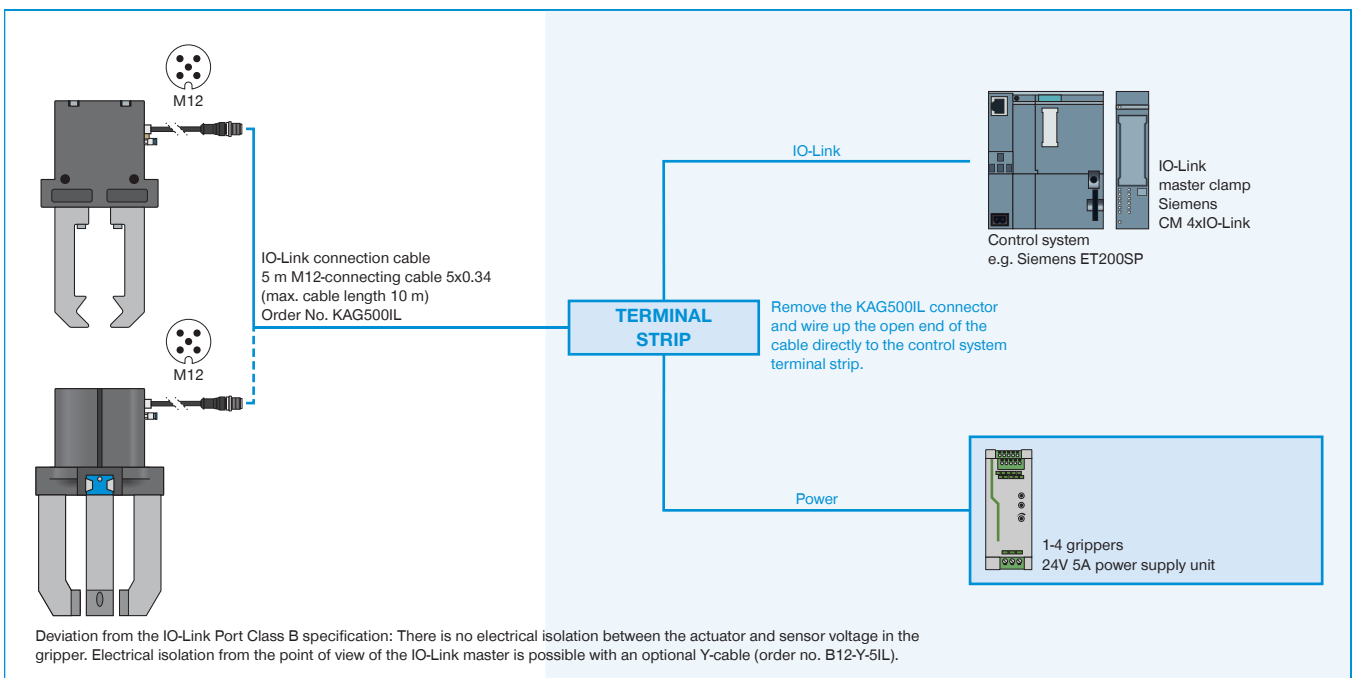 M12
IO-Link connection cable
5 m M12-connecting cable 5x0.34
(max. cable length 10 m)
Order No. KAG500IL
M12
IO-Link
TERMINAL
STRIP
Remove the KAG500IL connector
and wire up the open end of the
cable directly to the control system
terminal strip.
Control system
e.g. Siemens ET200SP
IO-Link
master clamp
Siemens
CM 4xIO-Link
Power
1-4 grippers
24V 5A power supply unit
Deviation from the IO-Link Port Class B specification: There is no electrical isolation between the actuator and sensor voltage in the
gripper. Electrical isolation from the point of view of the IO-Link master is possible with an optional Y-cable (order no. B12-Y-5IL).